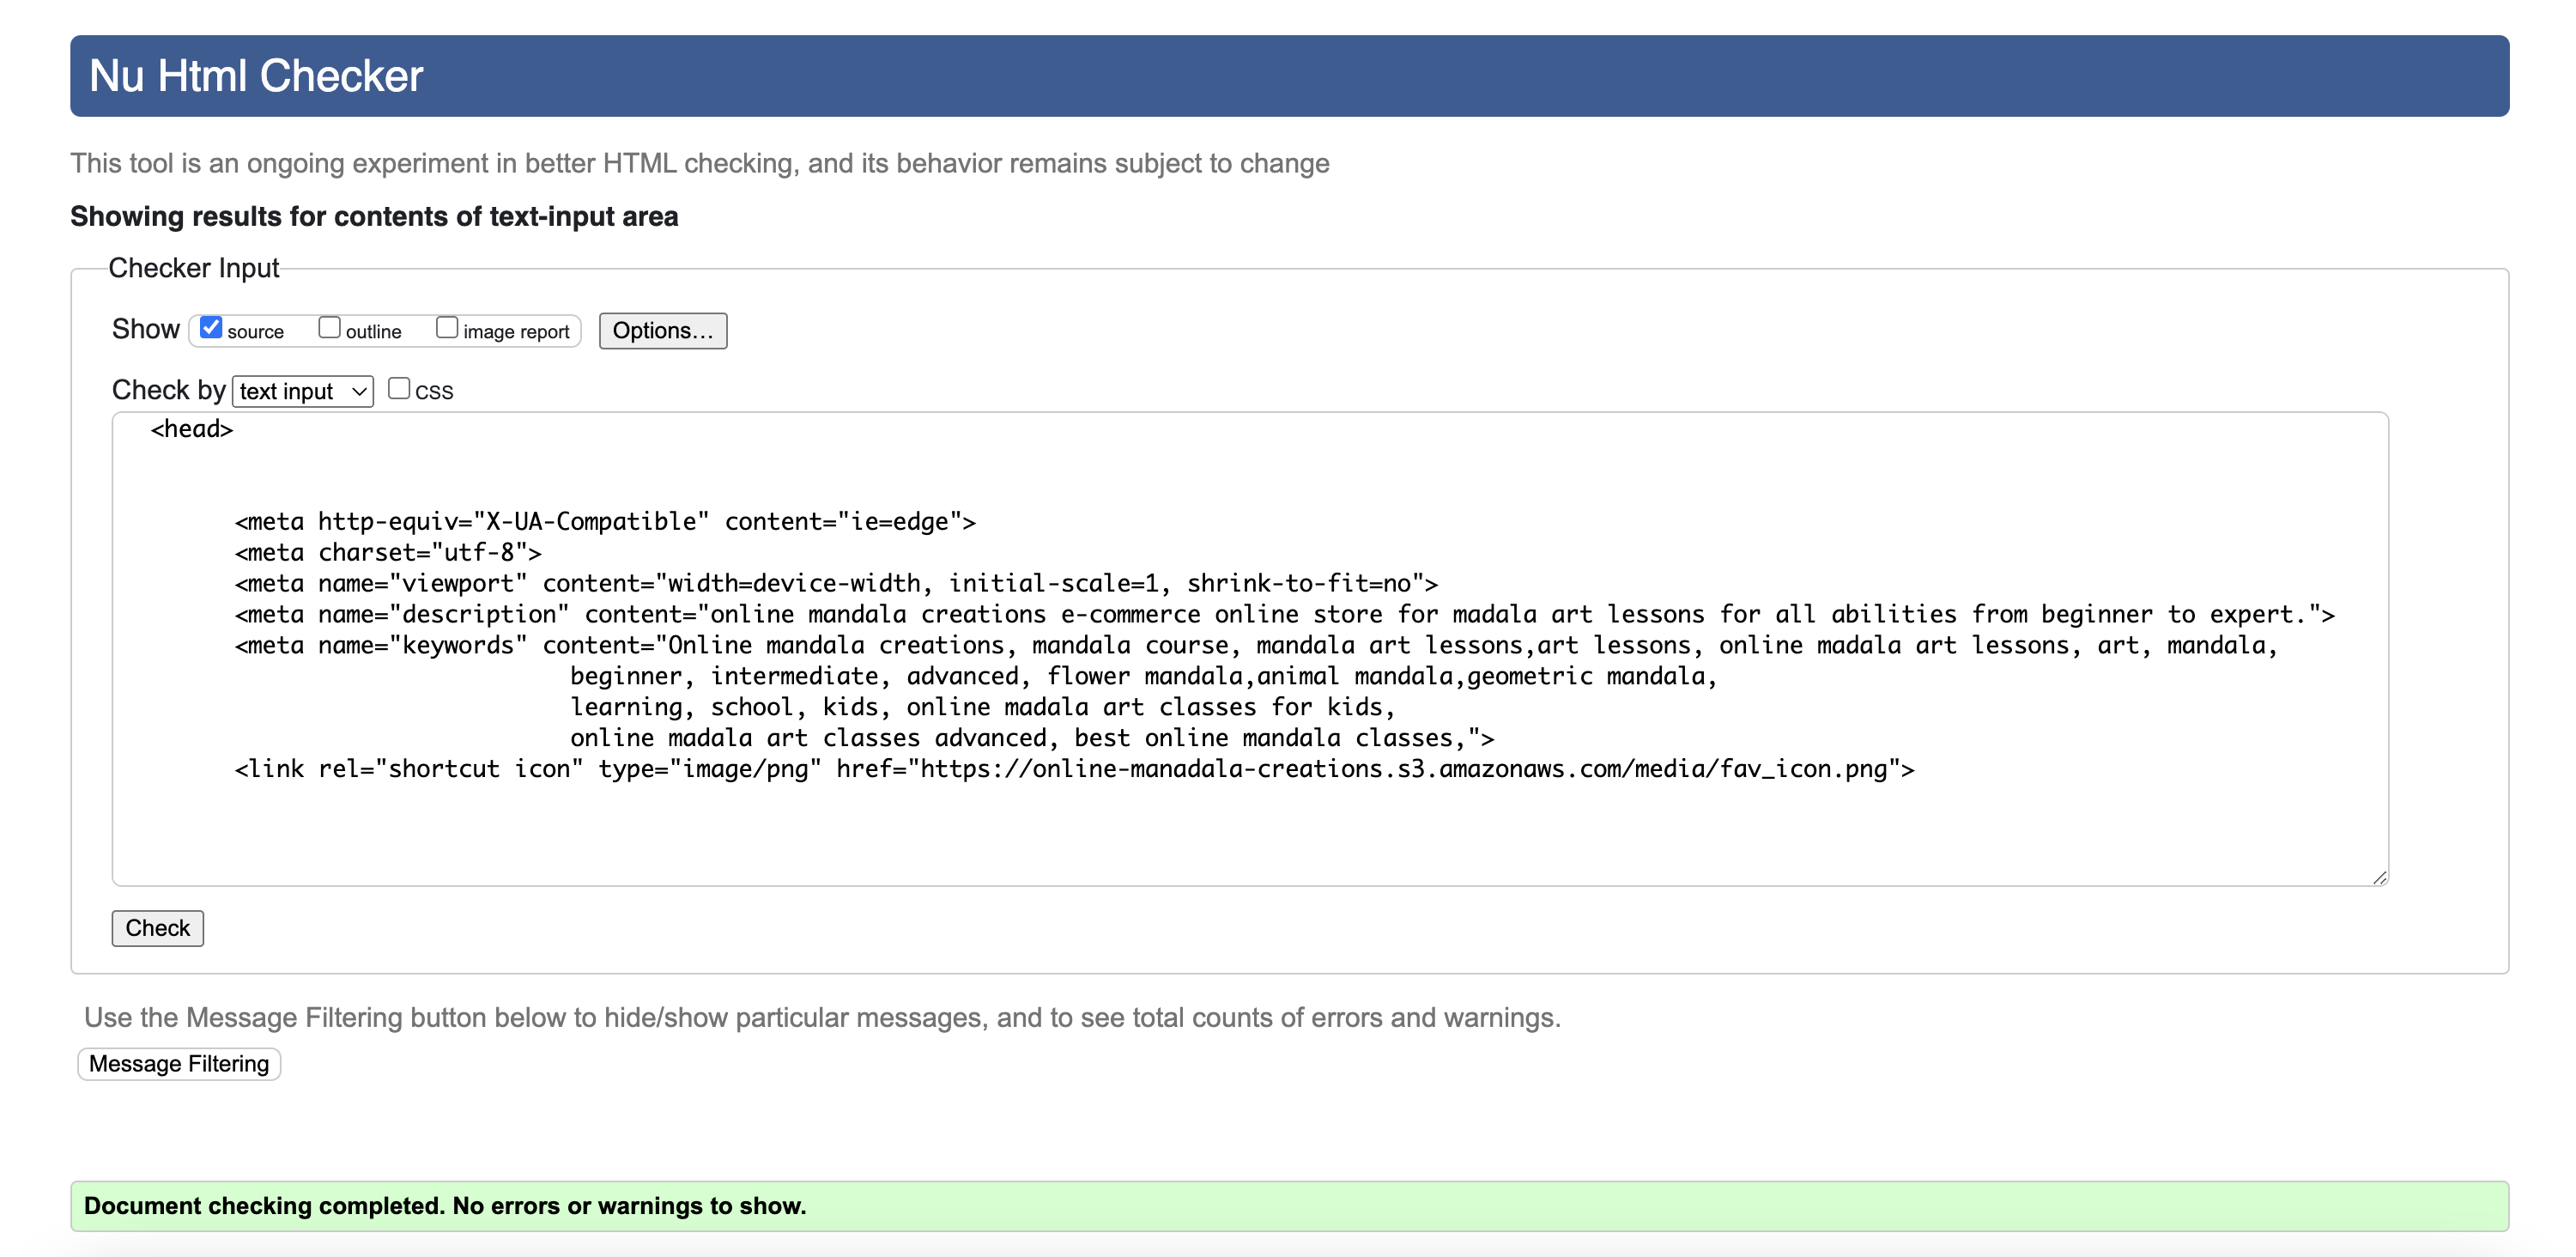 Nu Html Checker
This tool is an ongoing experiment in better HTML checking, and its behavior remains subject to change
Showing results for contents of text-input area
Checker Input
Show source outline image report Options...
Check by text input CSS
<head>
<meta http-equiv="X-UA-Compatible" content="ie=edge">
<meta charset="utf-8">
<meta name="viewport" content="width=device-width, initial-scale=1, shrink-to-fit=no">
<meta name="description" content="online mandala creations e-commerce online store for madala art lessons for all abilities from beginner to expert.">
<meta name="keywords" content="Online mandala creations, mandala course, mandala art lessons,art lessons, online madala art lessons, art, mandala,
beginner, intermediate, advanced, flower mandala,animal mandala,geometric mandala,
learning, school, kids, online madala art classes for kids,
online madala art classes advanced, best online mandala classes,">
<link rel="shortcut icon" type="image/png" href="https://online-manadala-creations.s3.amazonaws.com/media/fav_icon.png">
Check
Use the Message Filtering button below to hide/show particular messages, and to see total counts of errors and warnings.
Message Filtering
Document checking completed. No errors or warnings to show.